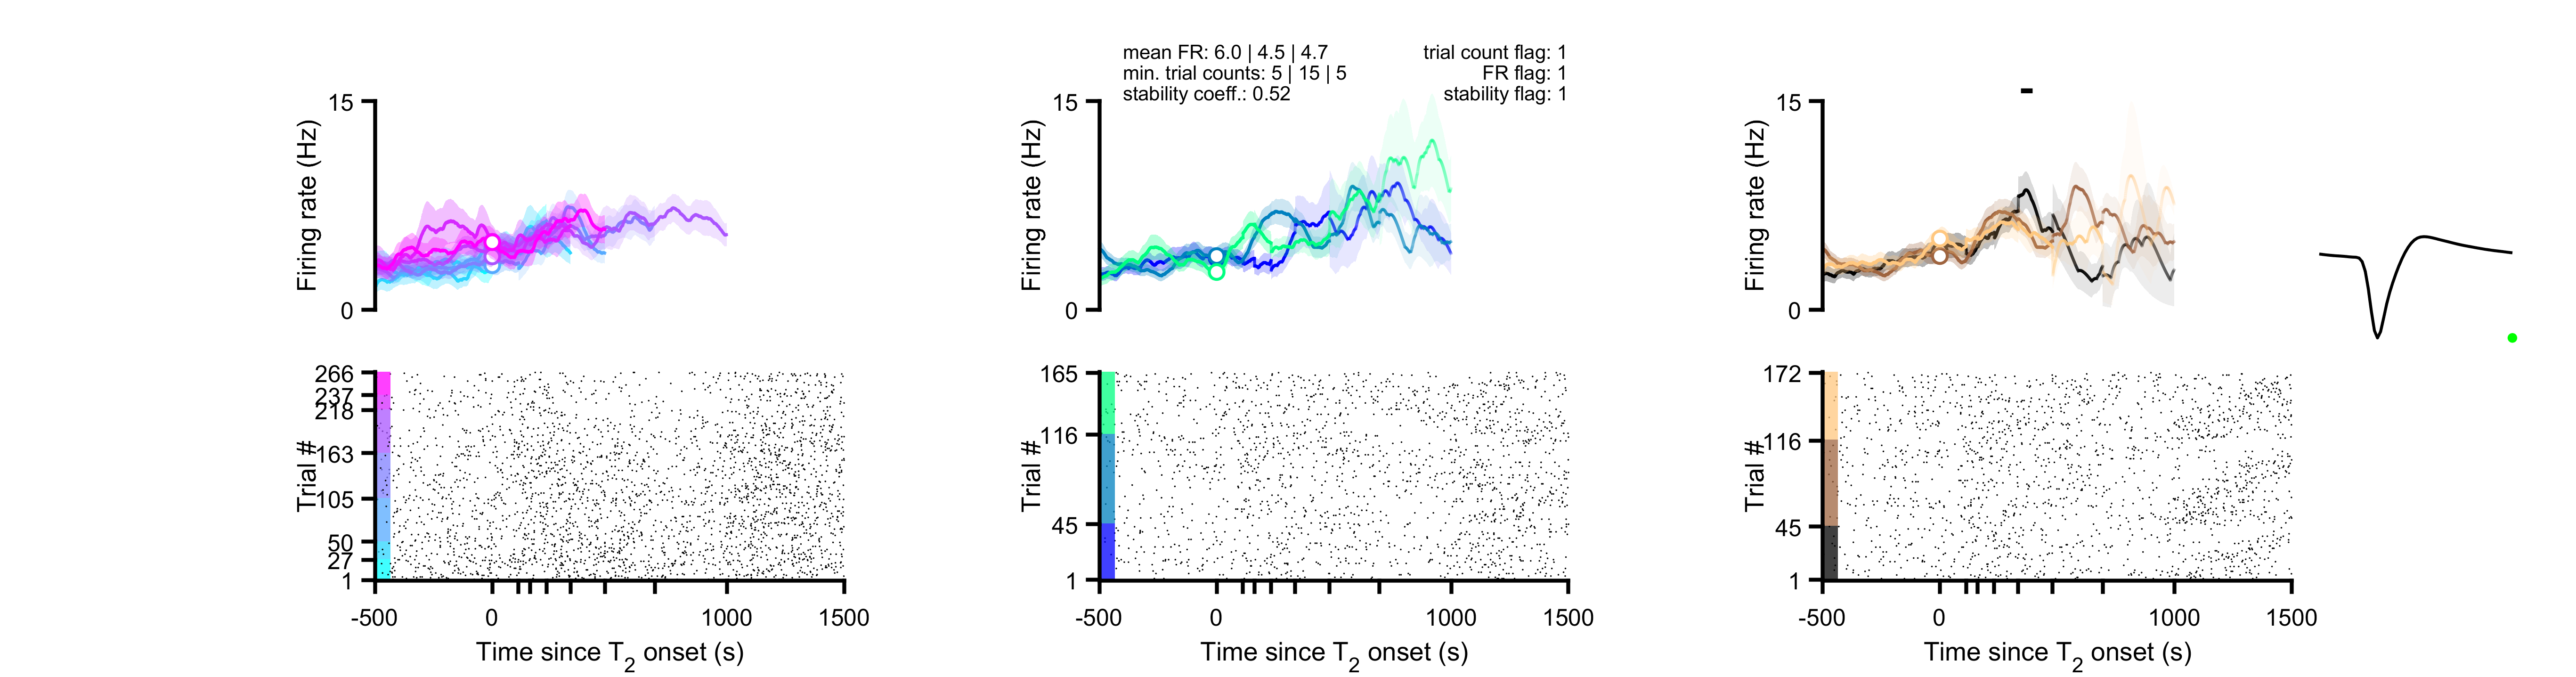 mean FR: 6.0 | 4.5 | 4.7
min. trial counts: 5 | 15 | 5
stability coeff.: 0.52
trial count flag: 1
FR flag: 1
stability flag: 1
Firing rate (Hz)
15
0
Trial #
266
237
218
163
105
50
27
1
-500
0
1000
1500
Time since T2 onset (s)
Firing rate (Hz)
15
0
Trial #
165
116
45
1
-500
0
1000
1500
Time since T2 onset (s)
Firing rate (Hz)
15
0
Trial #
172
116
45
1
-500
0
1000
1500
Time since T2 onset (s)